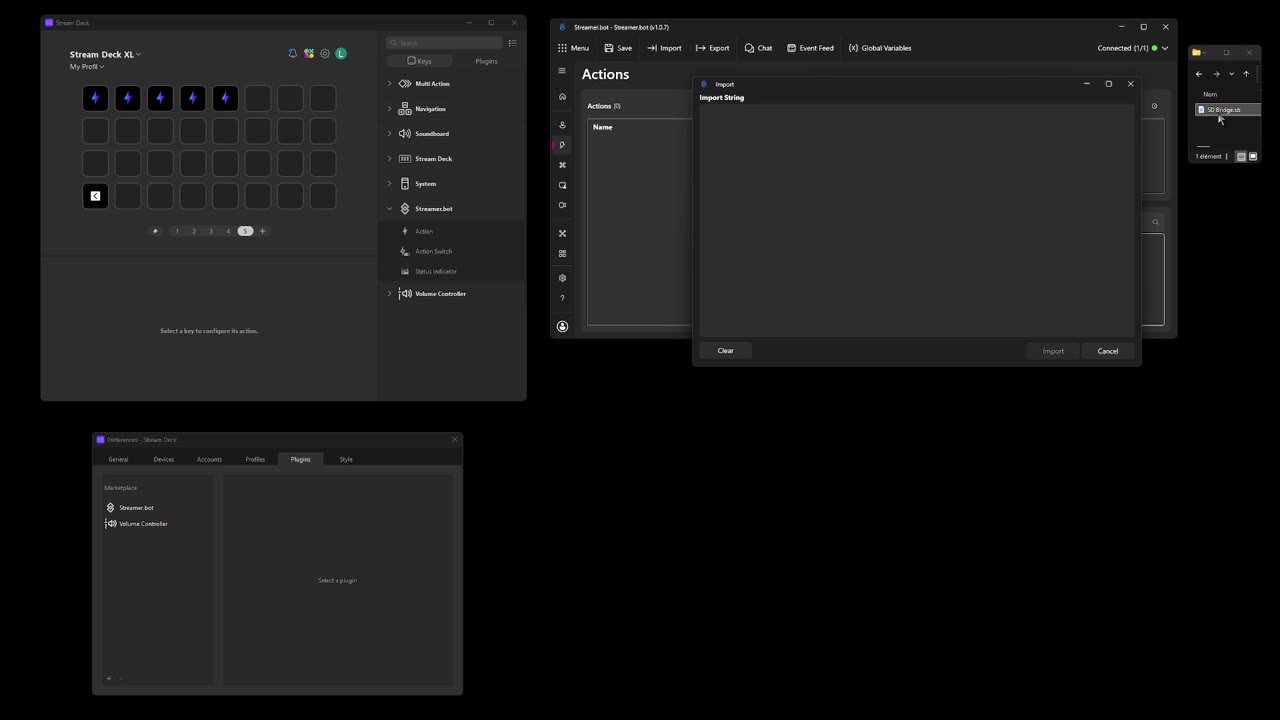 Stream Deck
Stream Deck XL
My Profil
L
1 2 3 4 5 +
Select a key to configure its action.
Search
Keys
Plugins
Multi Action
Navigation
Soundboard
Stream Deck
System
Streamer.bot
Action
Action Switch
Status Indicator
Volume Controller
Preferences - Stream Deck
General
Devices
Accounts
Profiles
Plugins
Style
Marketplace
Streamer.bot
Volume Controller
Select a plugin
Streamer.bot - Streamer.bot (v1.0.7)
Menu
Save
Import
Export
Chat
Event Feed
(x) Global Variables
Connected (1/1)
Actions
Actions (0)
Name
Import
Import String
Clear
Import
Cancel
Nom
SD Bridge.sb
1 élément